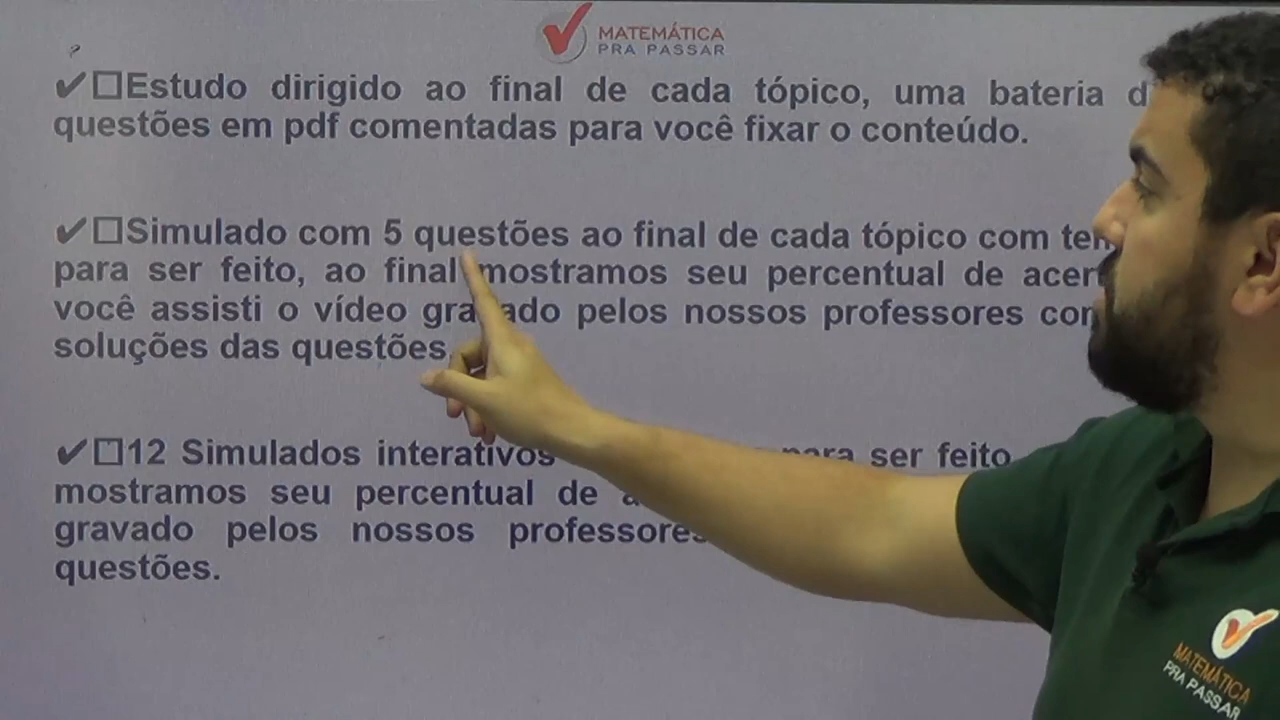 MATEMÁTICA
PRA PASSAR
✔☐Estudo dirigido ao final de cada tópico, uma bateria
questões em pdf comentadas para você fixar o conteúdo.
✔☐Simulado com 5 questões ao final de cada tópico com
para ser feito, ao final mostramos seu percentual de
você assisti o vídeo gravado pelos nossos professores
soluções das questões
✔☐12 Simulados interativos para ser feito
mostramos seu percentual de
gravado pelos nossos professores
questões.
MATEMÁTICA
PRA PASSAR